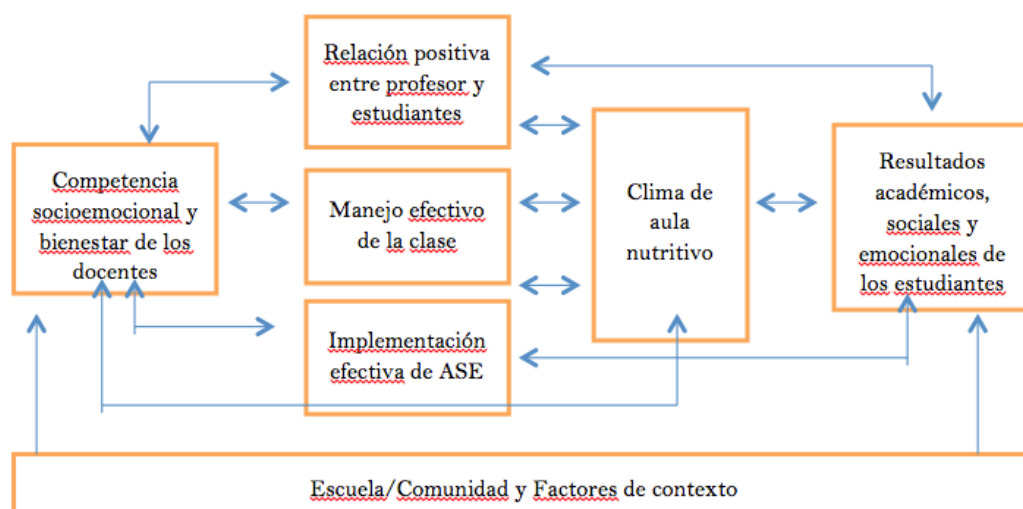 Relación positiva
entre profesor y
estudiantes
Competencia
socioemocional y
bienestar de los
docentes
Manejo efectivo
de la clase
Implementación
efectiva de ASE
Clima de
aula
nutritivo
Resultados
académicos,
sociales y
emocionales de
los estudiantes
Escuela/Comunidad y Factores de contexto